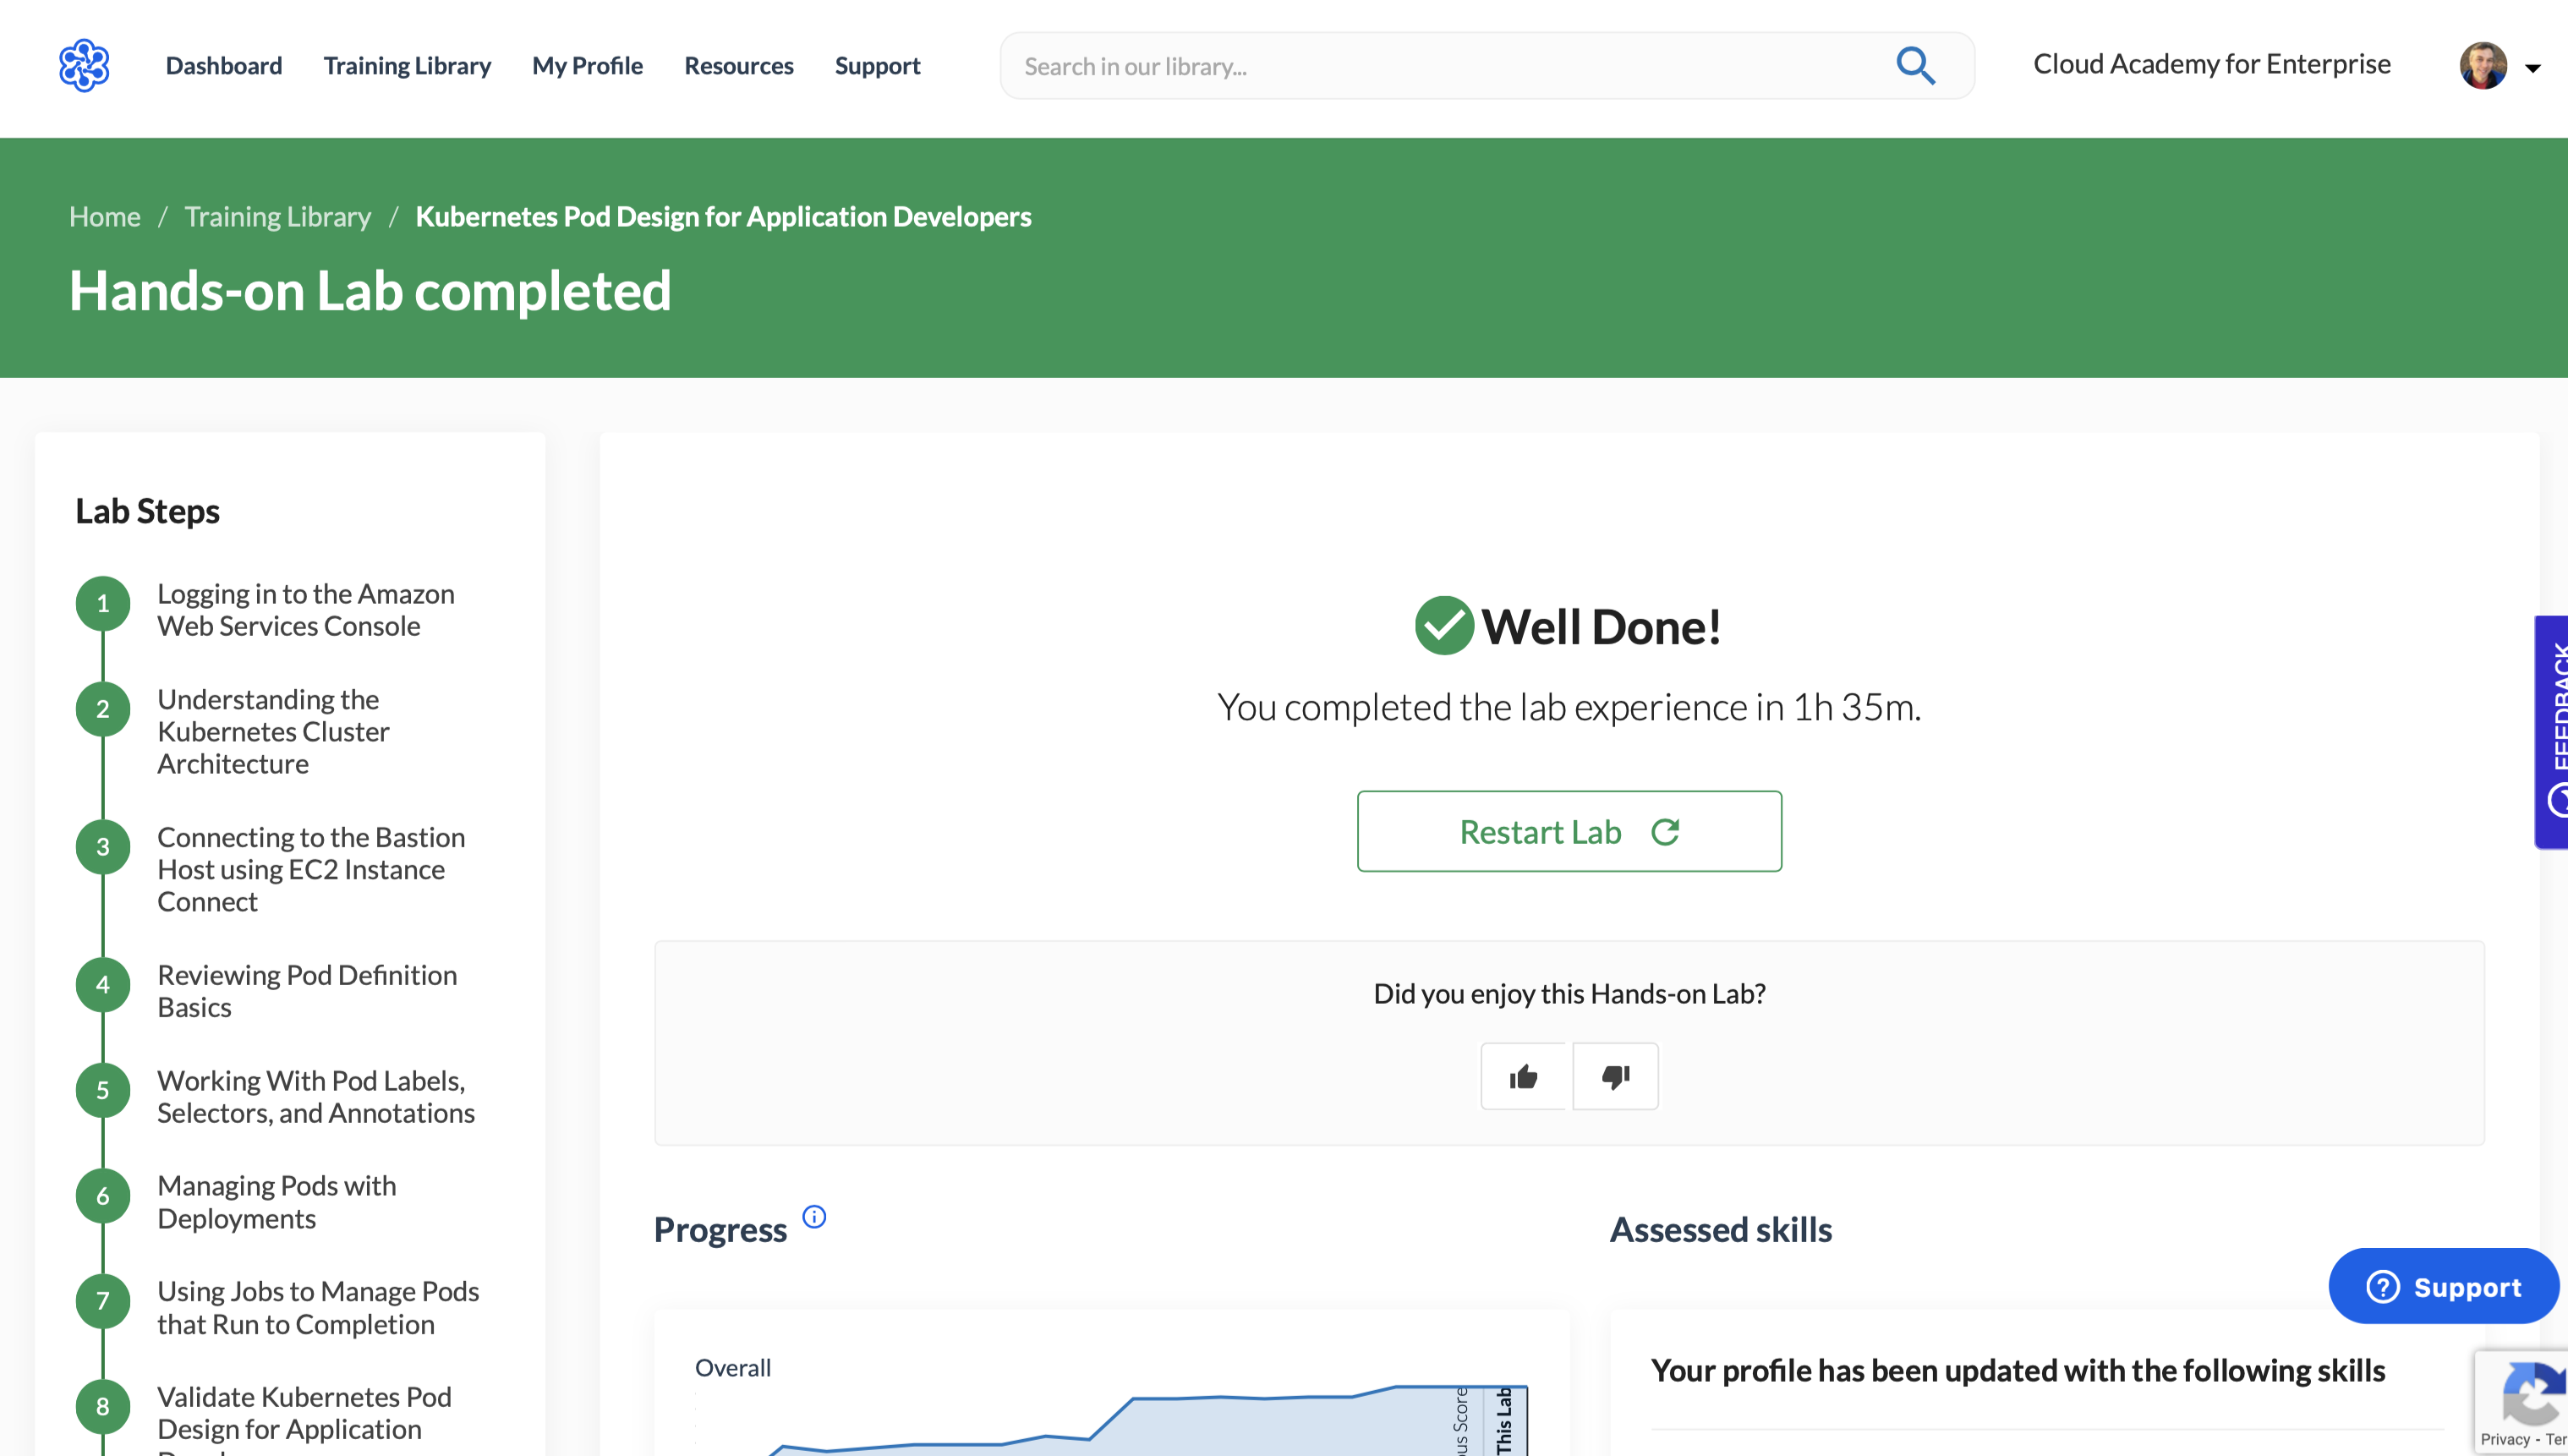 Dashboard Training Library My Profile Resources Support Search in our library... Cloud Academy for Enterprise
Home / Training Library / Kubernetes Pod Design for Application Developers
Hands-on Lab completed
Lab Steps
1 Logging in to the Amazon
Web Services Console
2 Understanding the
Kubernetes Cluster
Architecture
3 Connecting to the Bastion
Host using EC2 Instance
Connect
4 Reviewing Pod Definition
Basics
5 Working With Pod Labels,
Selectors, and Annotations
6 Managing Pods with
Deployments
7 Using Jobs to Manage Pods
that Run to Completion
8 Validate Kubernetes Pod
Design for Application
Well Done!
You completed the lab experience in 1h 35m.
Restart Lab
Did you enjoy this Hands-on Lab?
Progress
Overall
Score
This Lab
Assessed skills
Your profile has been updated with the following skills
FEEDBACK
Support
Privacy -